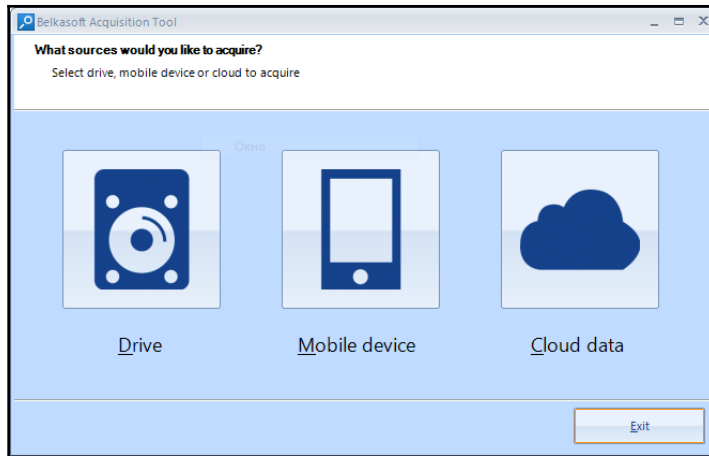 Belkasoft Acquisition Tool
What sources would you like to acquire?
Select drive, mobile device or cloud to acquire
Окно
Drive
Mobile device
Cloud data
Exit